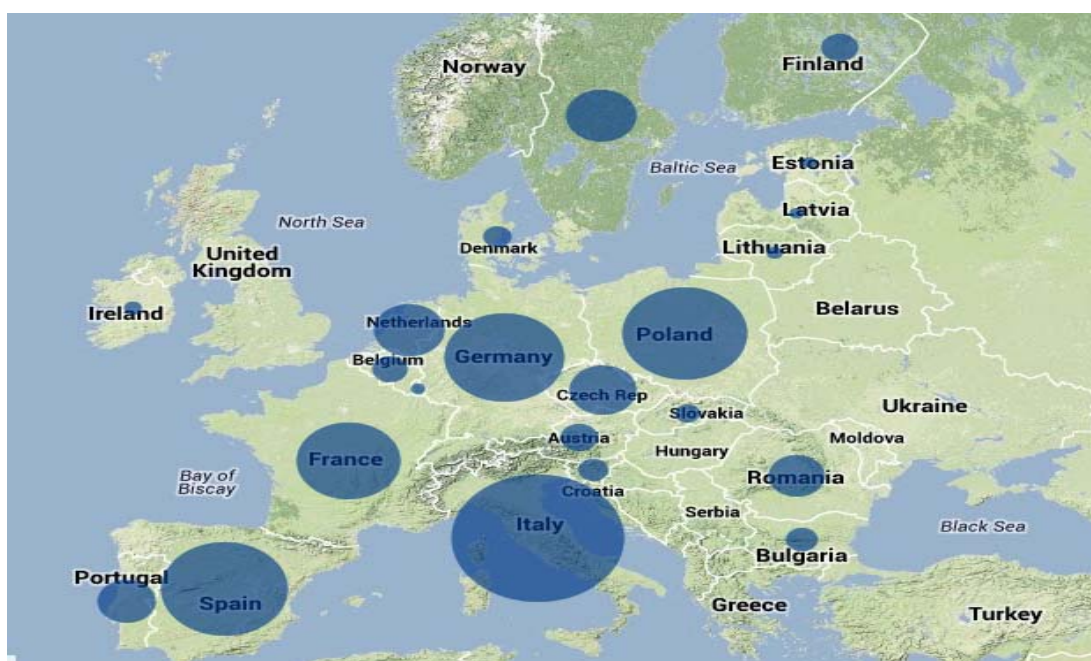 Norway
Finland
Estonia
Baltic Sea
Latvia
North Sea
Denmark
Lithuania
United
Kingdom
Ireland
Belarus
Netherlands
Poland
Germany
Belgium
Czech Rep
Ukraine
Slovakia
Austria
Moldova
Hungary
France
Bay of
Biscay
Romania
Croatia
Serbia
Italy
Black Sea
Bulgaria
Portugal
Spain
Greece
Turkey